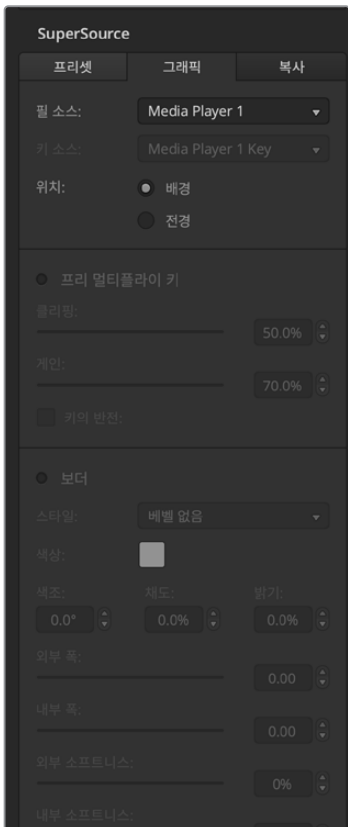 SuperSource
프리셋 그래픽 복사
필 소스: Media Player 1
키 소스: Media Player 1 Key
위치: 배경
전경
프리 멀티플라이 키
클리핑:
50.0%
게인:
70.0%
키의 반전:
보더
스타일: 베벨 없음
색상:
색조: 채도: 밝기:
0.0° 0.0% 0.0%
외부 폭:
0.00
내부 폭:
0.00
외부 소프트니스:
0%
내부 소프트니스: